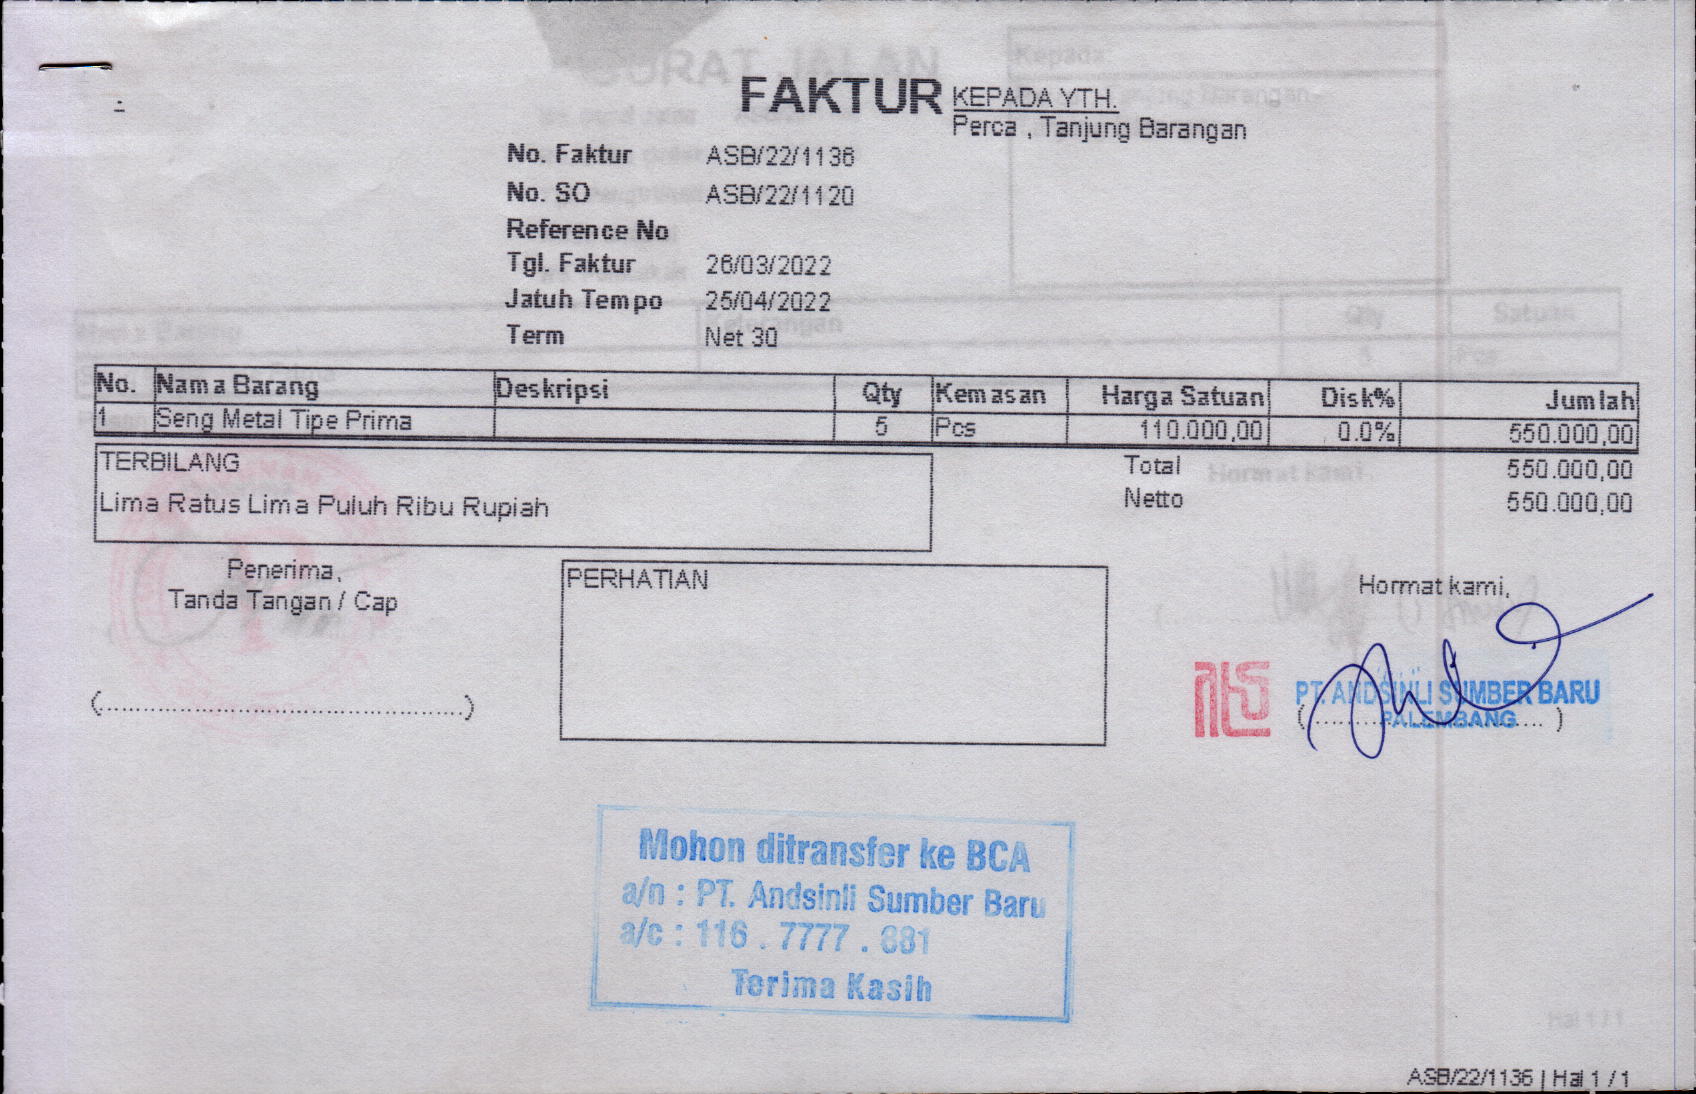 FAKTUR
KEPADA YTH.
Perca , Tanjung Barangan
No. Faktur ASB/22/1136
No. SO ASB/22/1120
Reference No
Tgl. Faktur 26/03/2022
Jatuh Tempo 25/04/2022
Term Net 30
No. Nama Barang Deskripsi Qty Kemasan Harga Satuan Disk% Jumlah
1 Seng Metal Tipe Prima 5 Pcs 110.000,00 0.0% 550.000,00
TERBILANG
Lima Ratus Lima Puluh Ribu Rupiah
Total 550.000,00
Netto 550.000,00
Penerima,
Tanda Tangan / Cap
(..................................................)
PERHATIAN
Hormat kami,
PT. ANDSINLI SUMBER BARU
PALEMBANG
Mohon ditransfer ke BCA
a/n : PT. Andsinli Sumber Baru
a/c : 116 . 7777 . 881
Terima Kasih
ASB/22/1136 | Hal 1 / 1